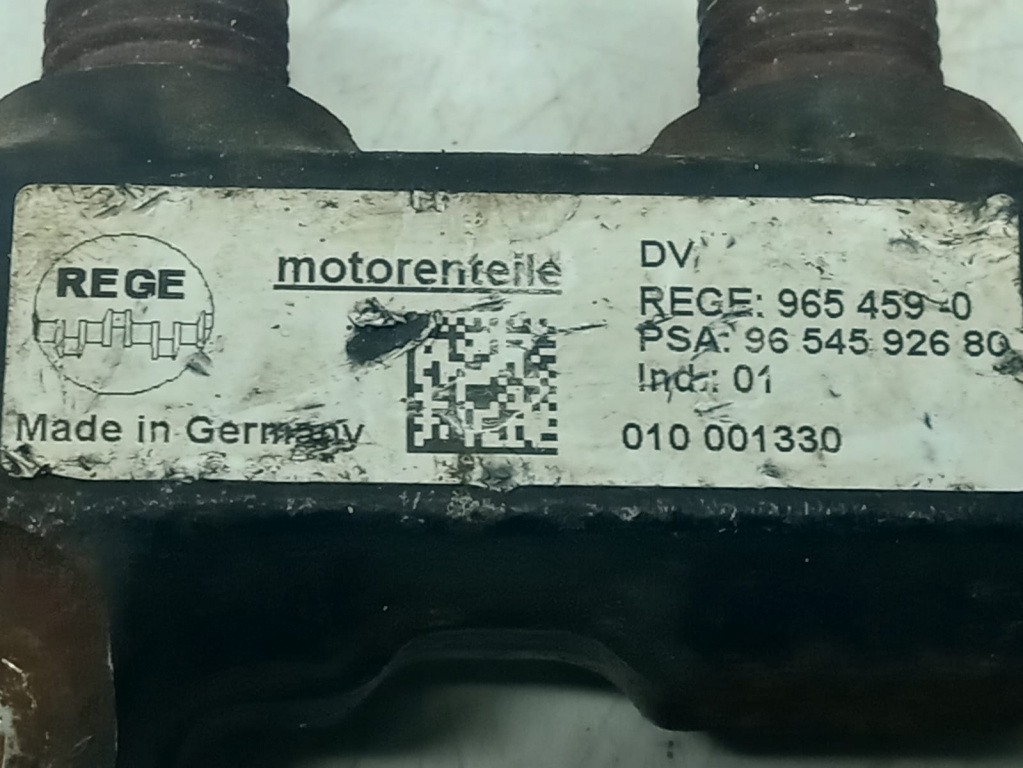 REGE
motorenteile
Made in Germany
DV
REGE: 965 459-0
PSA: 96 545 926 80
Ind.: 01
010 001330